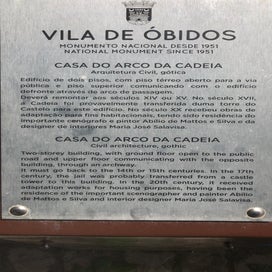 VILA DE ÓBIDOS
MONUMENTO NACIONAL DESDE 1951
NATIONAL MONUMENT SINCE 1951
CASA DO ARCO DA CADEIA
Arquitetura Civil, gótica
Edifício de dois pisos, com piso térreo aberto para a via
pública e piso superior comunicando com o edifício
defronte através de arco de passagem.
Deverá remontar aos séculos XIV ou XV. No século XVII,
a Cadeia foi provavelmente transferida duma torre do
Castelo para este edifício. No século XX recebeu obras de
adaptação para fins habitacionais, tendo sido residência do
importante cenógrafo e pintor Abílio de Mattos e Silva e da
designer de interiores Maria José Salavisa.
CASA DO ARCO DA CADEIA
Civil architecture, gothic
Two-storey building, with ground floor open to the public
road and upper floor communicating with the opposite
building, through an archway.
It must go back to the 14th or 15th centuries. In the 17th
century, the jail was probably transferred from a castle
tower to this building. In the 20th century, it received
adaptation works for housing purposes, having been the
residence of the important scenographer and painter Abílio
de Mattos e Silva and interior designer Maria José Salavisa.